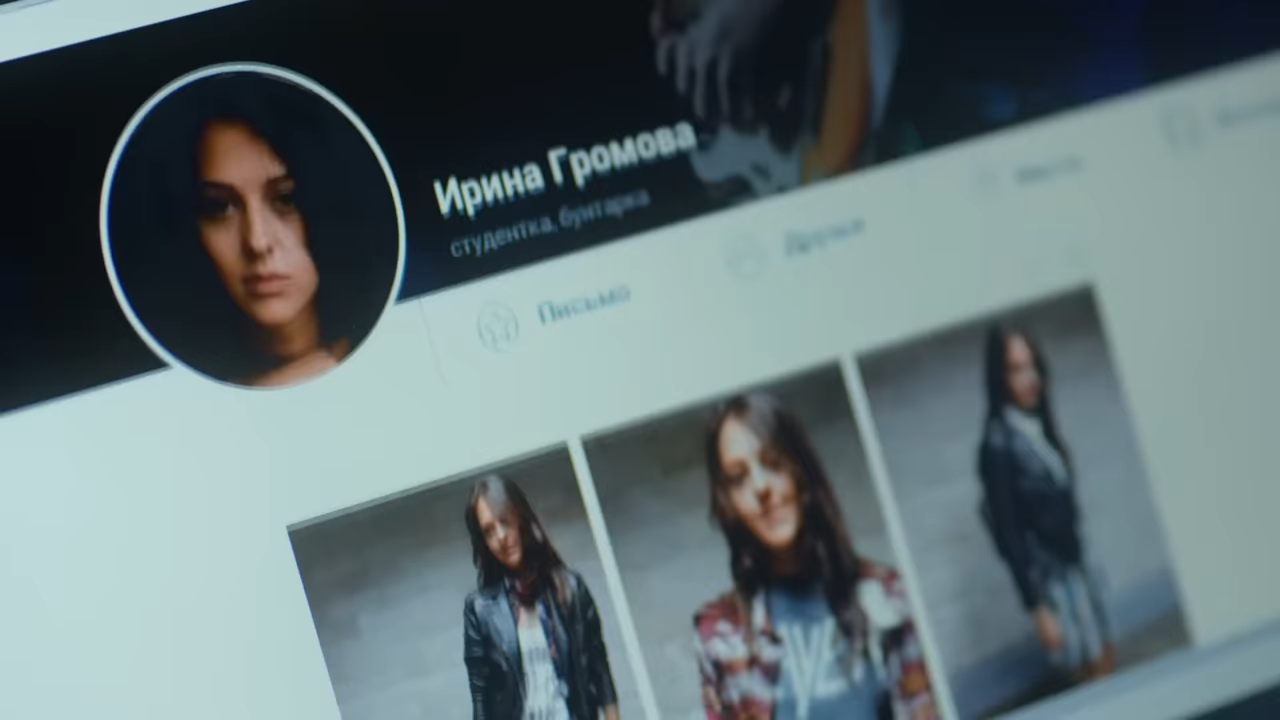 Ирина Громова
студентка, бунтарка
Письмо
Друзья